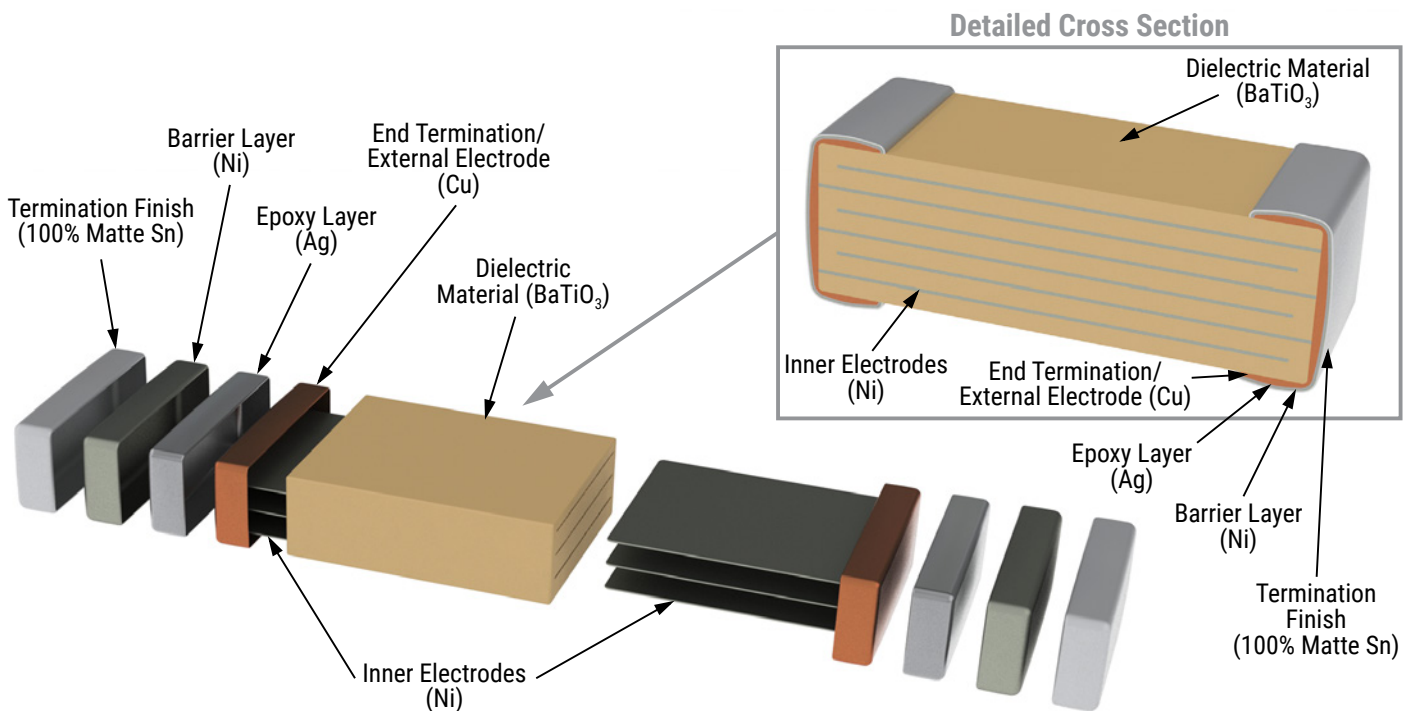 Detailed Cross Section
Dielectric Material
(BaTiO₃)
Inner Electrodes
(Ni)
End Termination/
External Electrode (Cu)
Epoxy Layer
(Ag)
Barrier Layer
(Ni)
Termination
Finish
(100% Matte Sn)
End Termination/
External Electrode
(Cu)
Barrier Layer
(Ni)
Termination Finish
(100% Matte Sn)
Epoxy Layer
(Ag)
Dielectric
Material (BaTiO₃)
Inner Electrodes
(Ni)